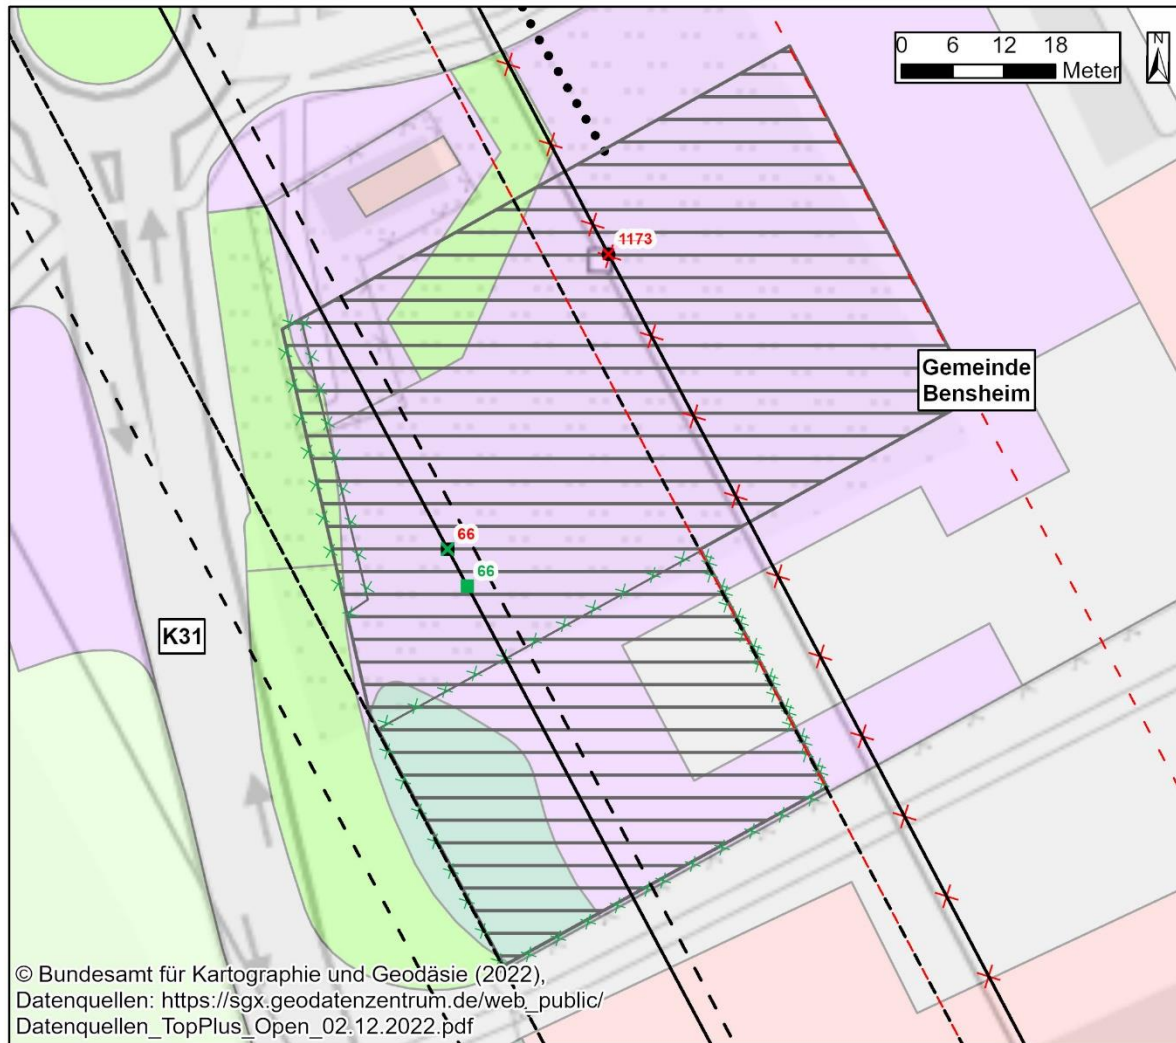 0 6 12 18
Meter
N
1173
Gemeinde
Bensheim
66
66
K31
© Bundesamt für Kartographie und Geodäsie (2022),
Datenquellen: https://sgx.geodatenzentrum.de/web_public/
Datenquellen_TopPlus_Open_02.12.2022.pdf